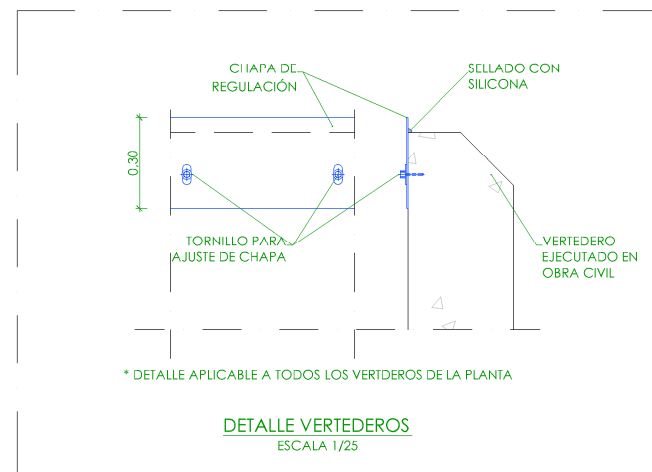 CHAPA DE
REGULACIÓN
SELLADO CON
SILICONA
0,30
TORNILLO PARA
AJUSTE DE CHAPA
VERTEDERO
EJECUTADO EN
OBRA CIVIL
* DETALLE APLICABLE A TODOS LOS VERTDEROS DE LA PLANTA
DETALLE VERTEDEROS
ESCALA 1/25